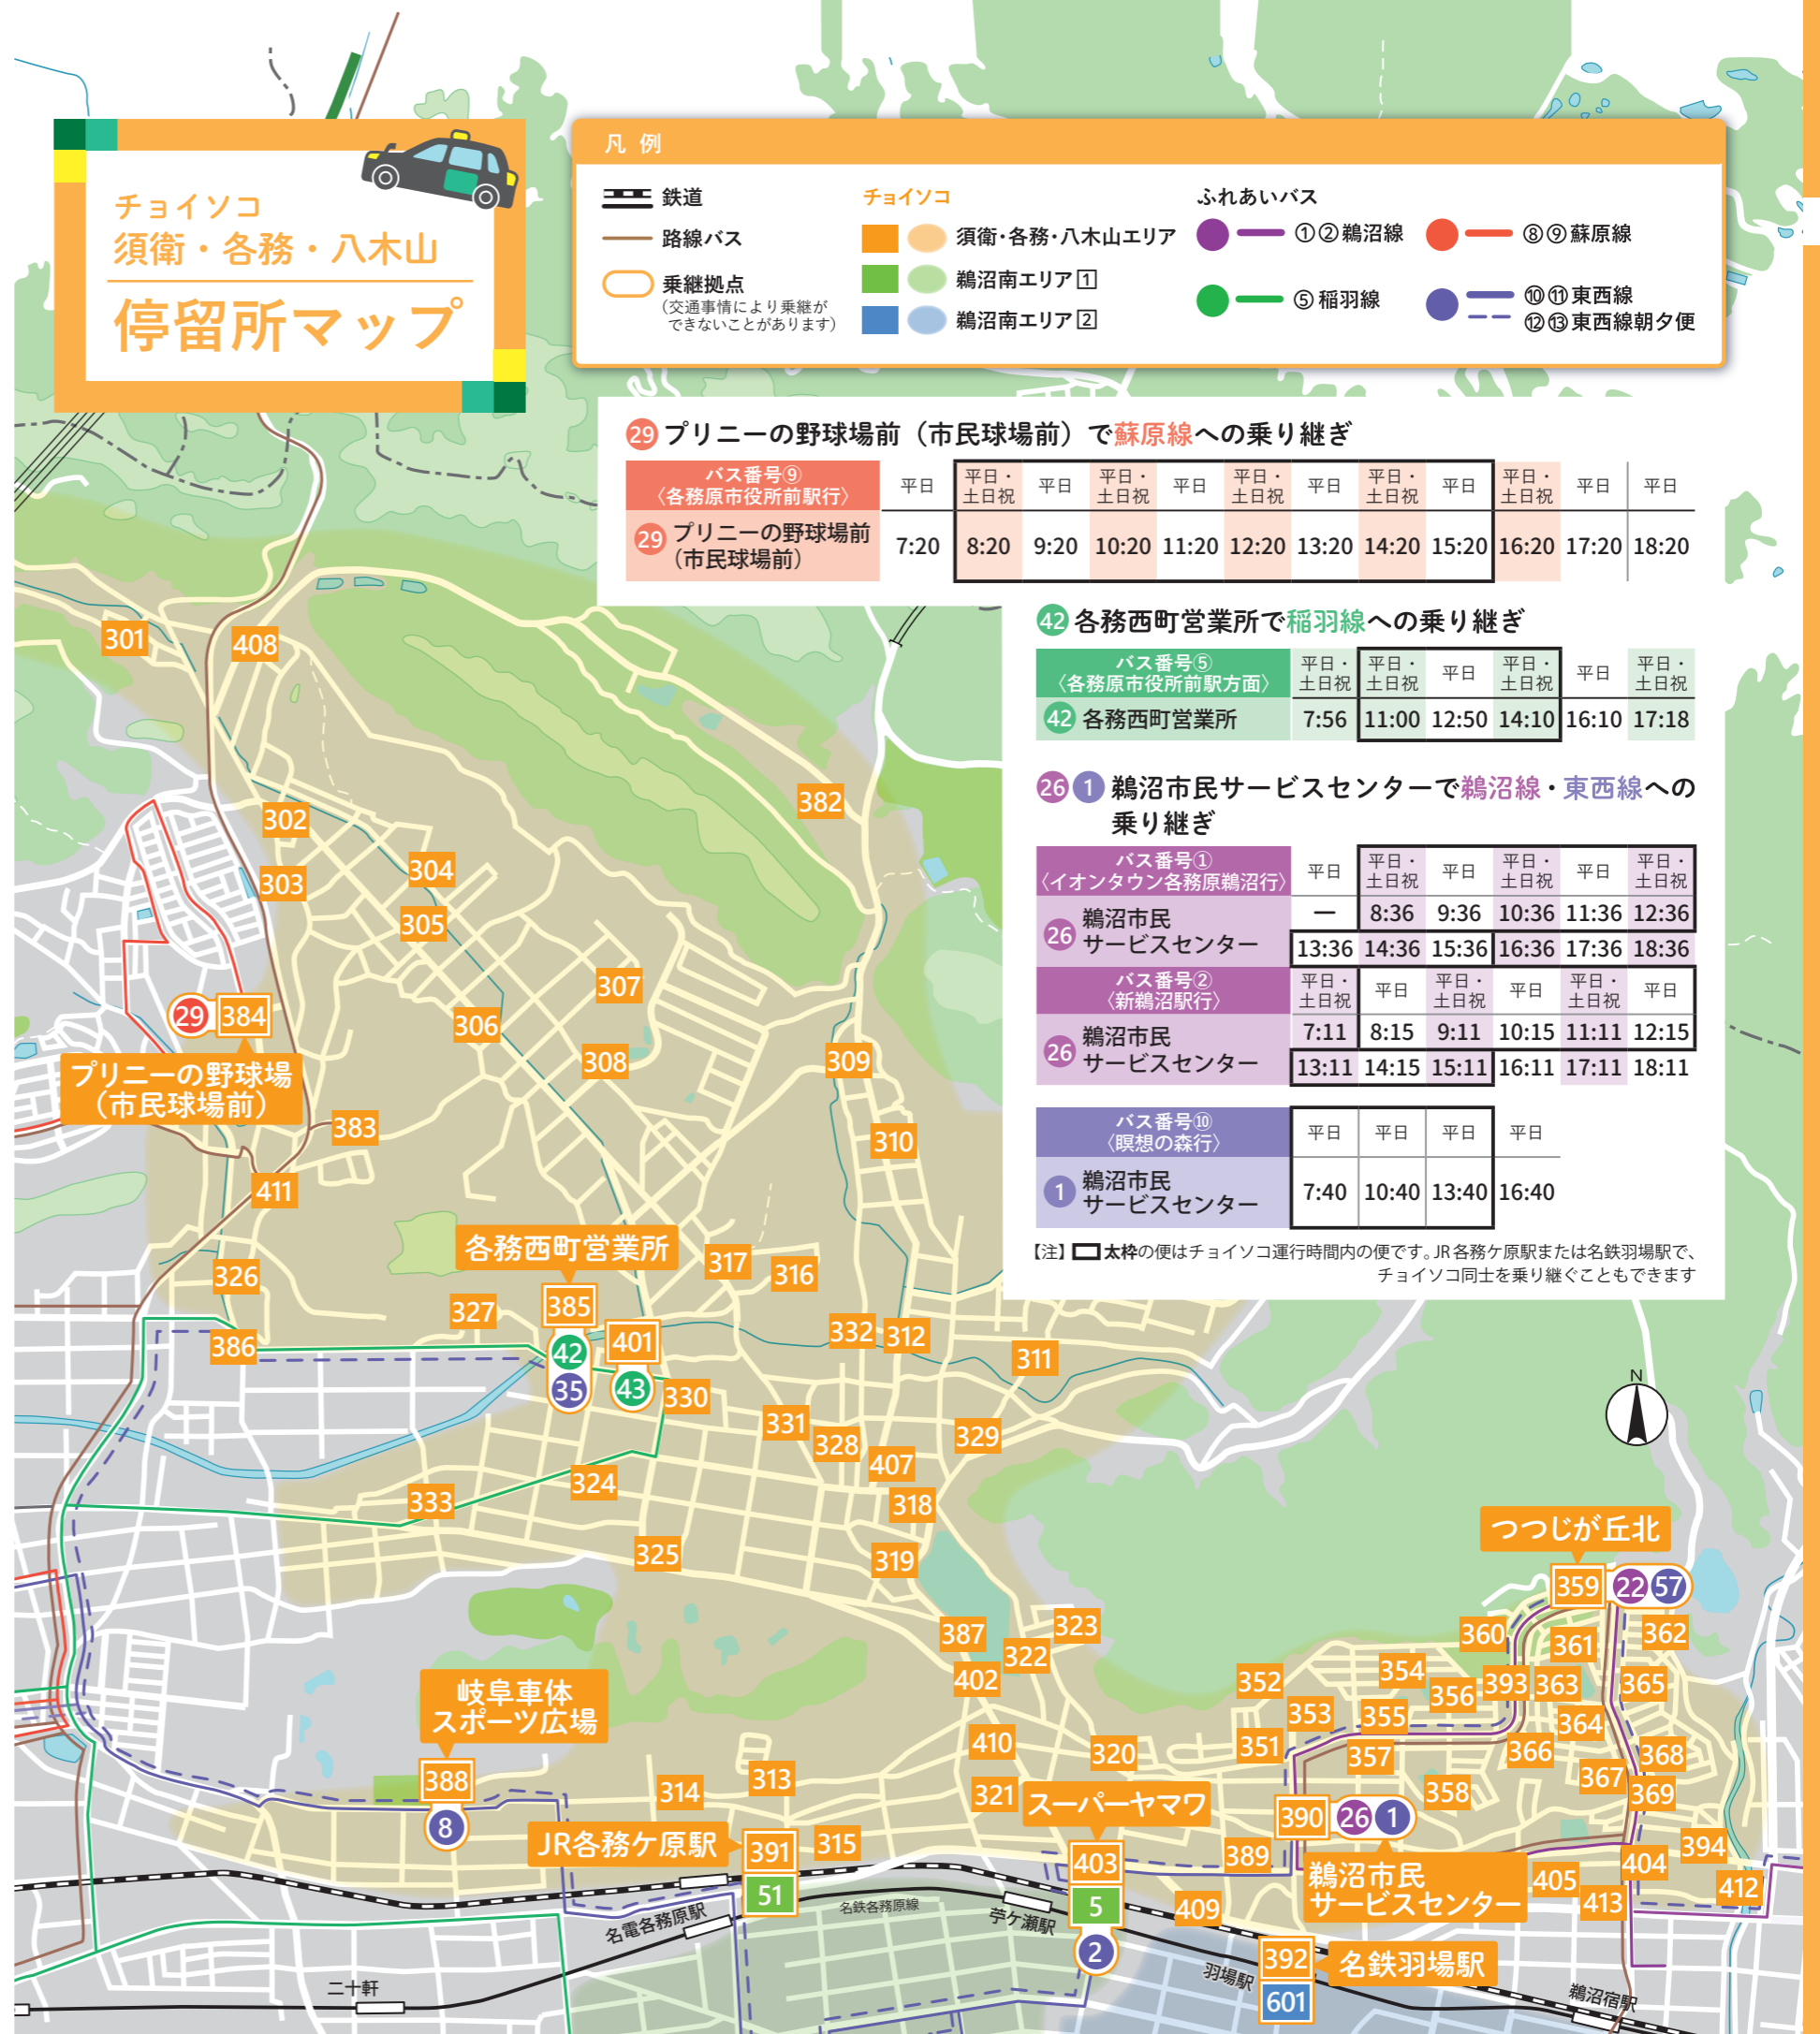 チョイソコ
須衛・各務・八木山
停留所マップ
凡 例
鉄道
路線バス
乗継拠点
(交通事情により乗継が
できないことがあります)
チョイソコ
須衛・各務・八木山エリア
鵜沼南エリア1
鵜沼南エリア2
ふれあいバス
①②鵜沼線
⑤稲羽線
⑧⑨蘇原線
⑩⑪東西線
⑫⑬東西線朝夕便
29 プリニーの野球場前（市民球場前）で蘇原線への乗り継ぎ
バス番号⑨
〈各務原市役所前駅行〉
平日 平日・土日祝 平日 平日・土日祝 平日 平日・土日祝 平日 平日・土日祝 平日 平日・土日祝 平日 平日
29 プリニーの野球場前
（市民球場前）
7:20 8:20 9:20 10:20 11:20 12:20 13:20 14:20 15:20 16:20 17:20 18:20
42 各務西町営業所で稲羽線への乗り継ぎ
バス番号⑤
〈各務原市役所前駅方面〉
平日・土日祝 平日・土日祝 平日 平日・土日祝 平日 平日・土日祝
42 各務西町営業所
7:56 11:00 12:50 14:10 16:10 17:18
26 1 鵜沼市民サービスセンターで鵜沼線・東西線への
乗り継ぎ
バス番号①
〈イオンタウン各務原鵜沼行〉
平日 平日・土日祝 平日 平日・土日祝 平日 平日・土日祝
26 鵜沼市民
サービスセンター
— 8:36 9:36 10:36 11:36 12:36
13:36 14:36 15:36 16:36 17:36 18:36
バス番号②
〈新鵜沼駅行〉
平日・土日祝 平日 平日・土日祝 平日 平日・土日祝 平日
26 鵜沼市民
サービスセンター
7:11 8:15 9:11 10:15 11:11 12:15
13:11 14:15 15:11 16:11 17:11 18:11
バス番号⑩
〈瞑想の森行〉
平日 平日 平日 平日
1 鵜沼市民
サービスセンター
7:40 10:40 13:40 16:40
【注】太枠の便はチョイソコ運行時間内の便です。JR各務ケ原駅または名鉄羽場駅で、
チョイソコ同士を乗り継ぐこともできます
301
408
382
302
304
303
305
307
306
29 384
プリニーの野球場
（市民球場前）
308
309
383
310
411
各務西町営業所
317
316
326
327
385
401
332
312
386
42
35
43
311
330
331
328
329
407
N
324
333
318
325
319
つつじが丘北
359 22 57
387
323
360
361
362
322
402
352
354
356
393
363
365
岐阜車体
スポーツ広場
353
355
364
410
320
351
357
366
368
388
314
313
321
スーパーヤマワ
358
367
369
8
390 26 1
JR各務ケ原駅
391
315
403
389
鵜沼市民
サービスセンター
404
394
405
412
51
5
409
413
名鉄各務原線
名電各務原駅
苧ケ瀬駅
2
392
名鉄羽場駅
羽場駅
601
二十軒
鵜沼宿駅